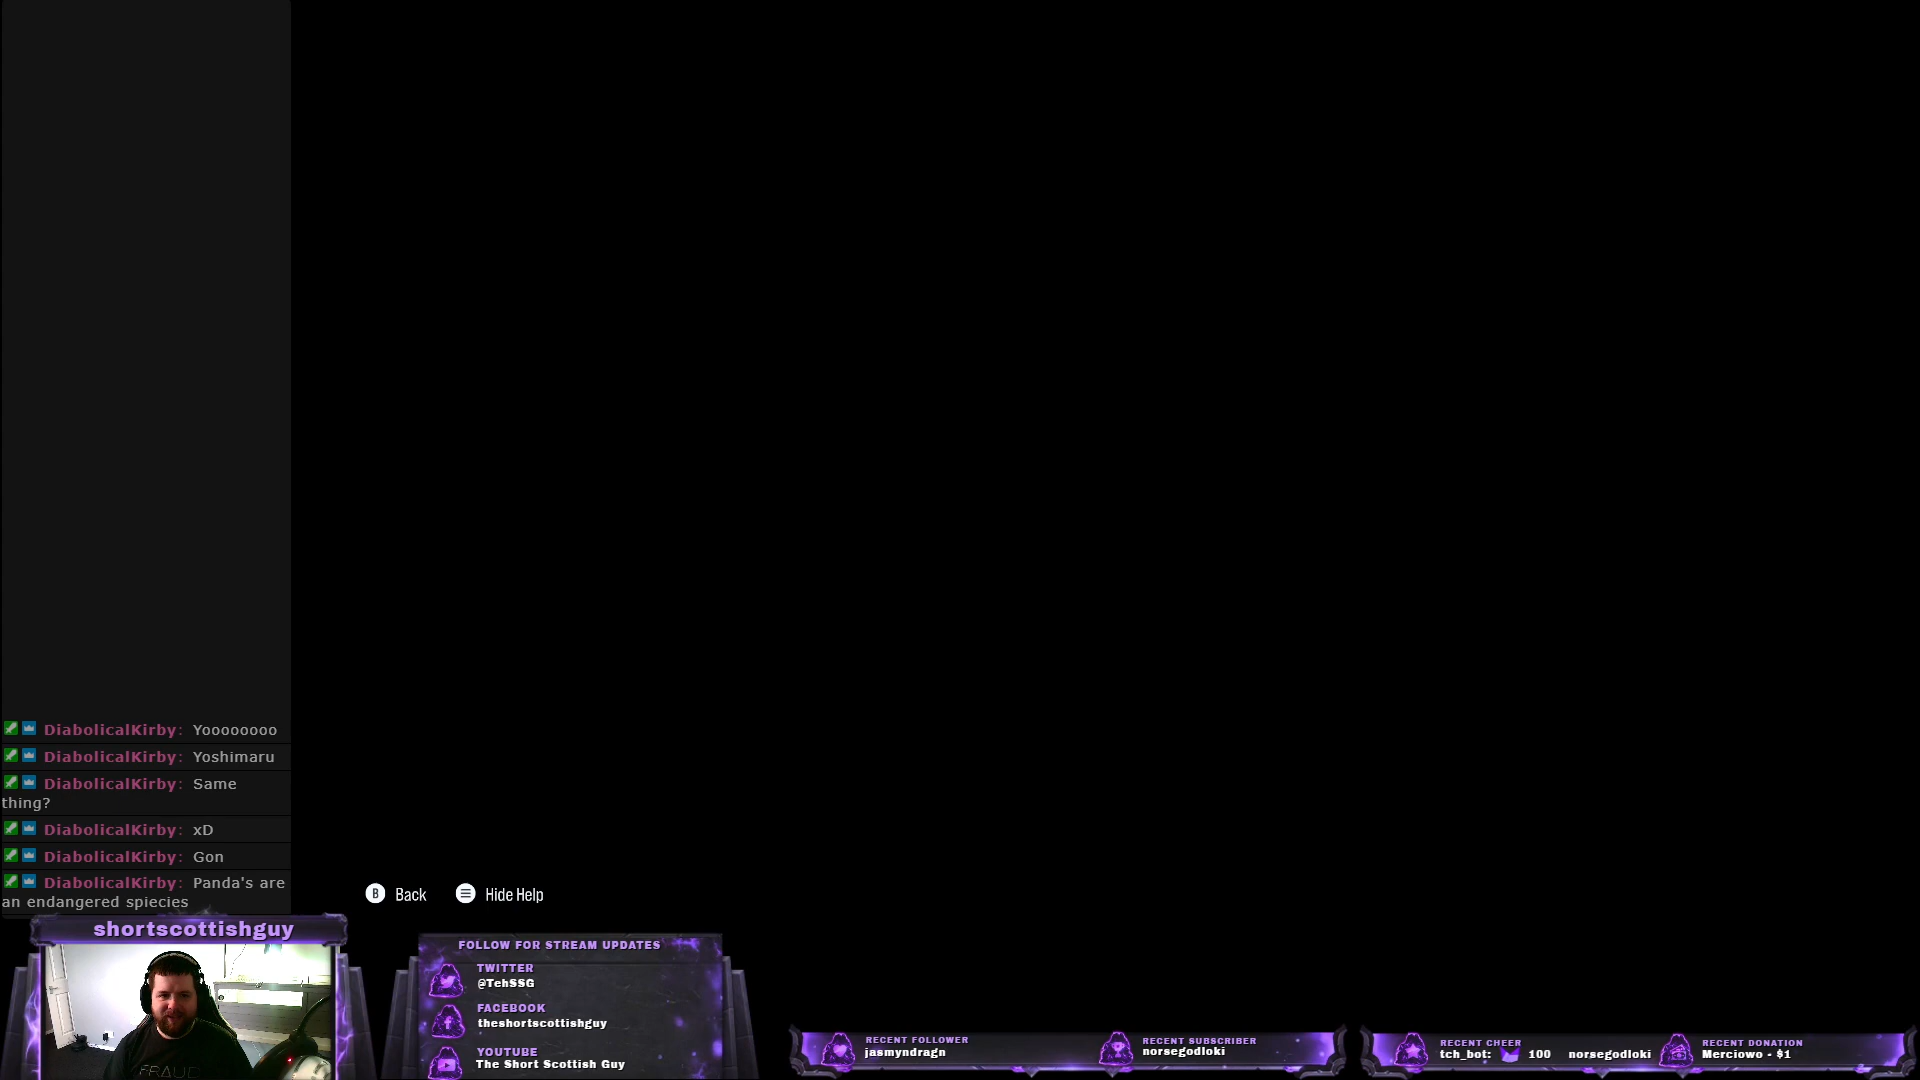 DiabolicalKirby: Yoooooooo
DiabolicalKirby: Yoshimaru
DiabolicalKirby: Same
thing?
DiabolicalKirby: xD
DiabolicalKirby: Gon
DiabolicalKirby: Panda's are
an endangered spiecies
B Back Hide Help
shortscottishguy
FRAUD
FOLLOW FOR STREAM UPDATES
TWITTER
@TehSSG
FACEBOOK
theshortscottishguy
YOUTUBE
The Short Scottish Guy
RECENT FOLLOWER
jasmyndragn
RECENT SUBSCRIBER
norsegodloki
RECENT CHEER
tch_bot: 100 norsegodloki
RECENT DONATION
Merciowo - $1